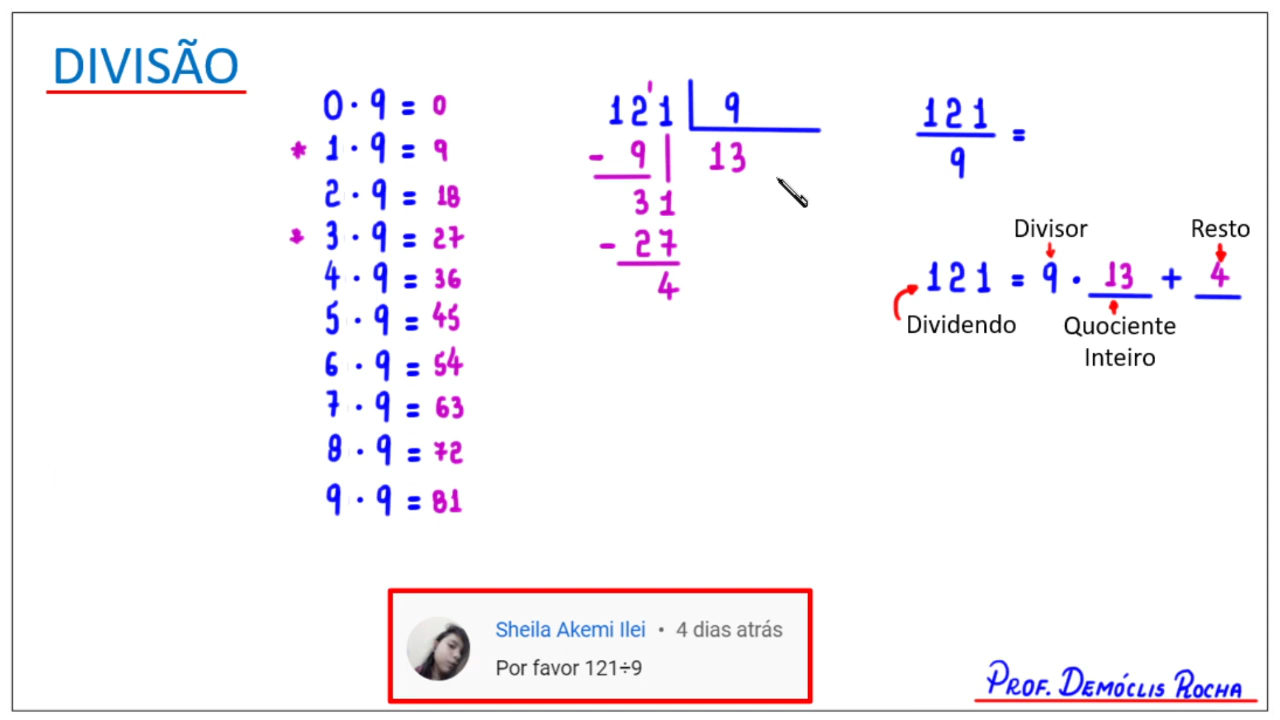 DIVISÃO
0 · 9 = 0
* 1 · 9 = 9
2 · 9 = 18
* 3 · 9 = 27
4 · 9 = 36
5 · 9 = 45
6 · 9 = 54
7 · 9 = 63
8 · 9 = 72
9 · 9 = 81
121 | 9
- 9 | 13
31
- 27
4
121
9
=
Divisor Resto
121 = 9 · 13 + 4
Dividendo Quociente
Inteiro
Sheila Akemi Ilei • 4 dias atrás
Por favor 121÷9
PROF. DEMÓCLIS ROCHA